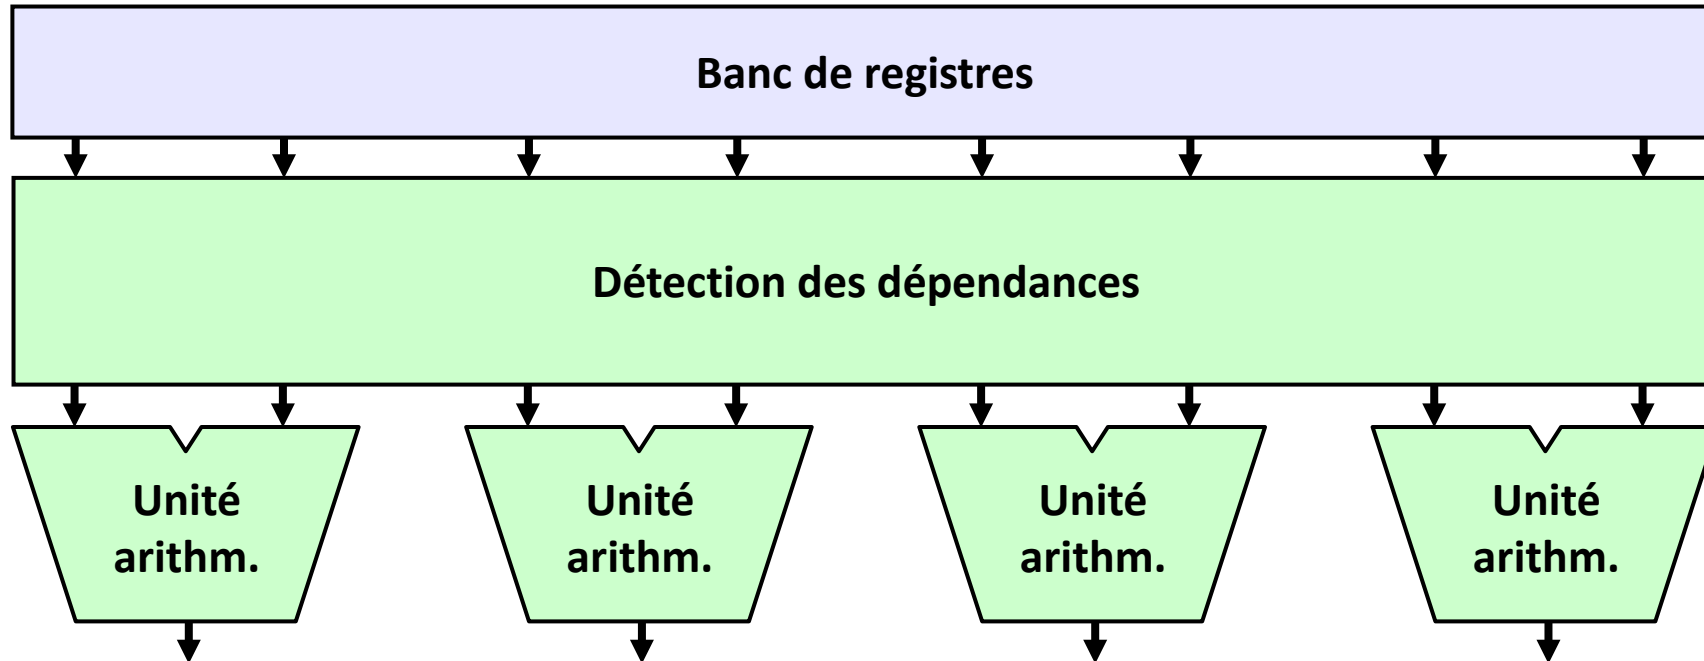 Banc de registres
Détection des dépendances
Unité
arithm.
Unité
arithm.
Unité
arithm.
Unité
arithm.